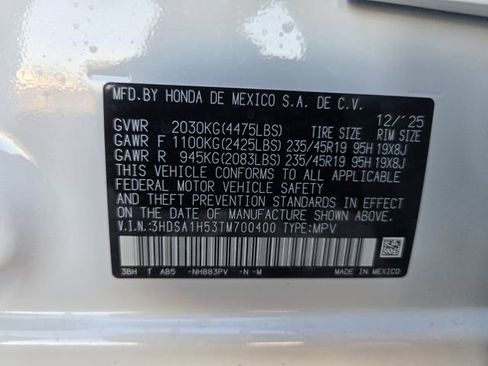 MFD.BY HONDA DE MEXICO S.A. DE C.V.
12/'25
GVWR 2030KG(4475LBS) TIRE SIZE RIM SIZE
GAWR F 1100KG(2425LBS) 235/45R19 95H 19X8J
GAWR R 945KG(2083LBS) 235/45R19 95H 19X8J
THIS VEHICLE CONFORMS TO ALL APPLICABLE
FEDERAL MOTOR VEHICLE SAFETY
AND THEFT PREVENTION STANDARDS IN EFFECT
ON THE DATE OF MANUFACTURE SHOWN ABOVE.
V.I.N.:3HDSA1H53TM700400 TYPE:MPV
3BH T AB5 -NH883PV -N -M MADE IN MEXICO